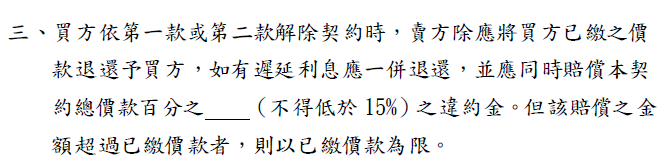 三、買方依第一款或第二款解除契約時，賣方除應將買方已繳之價
款退還予買方，如有遲延利息應一併退還，並應同時賠償本契
約總價款百分之____（不得低於 15%）之違約金。但該賠償之金
額超過已繳價款者，則以已繳價款為限。